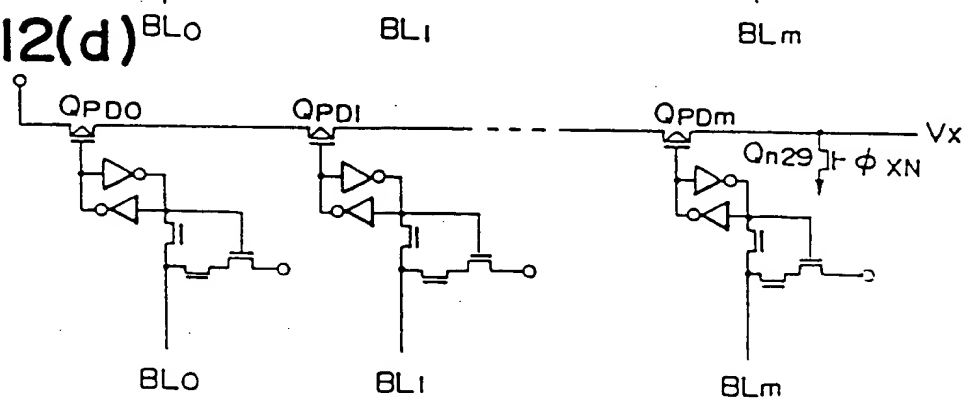 BL0 BL1 BLm
12(d)
QPD0 QPD1 QPDm
Vx
Qn29 ϕXN
BL0 BL1 BLm